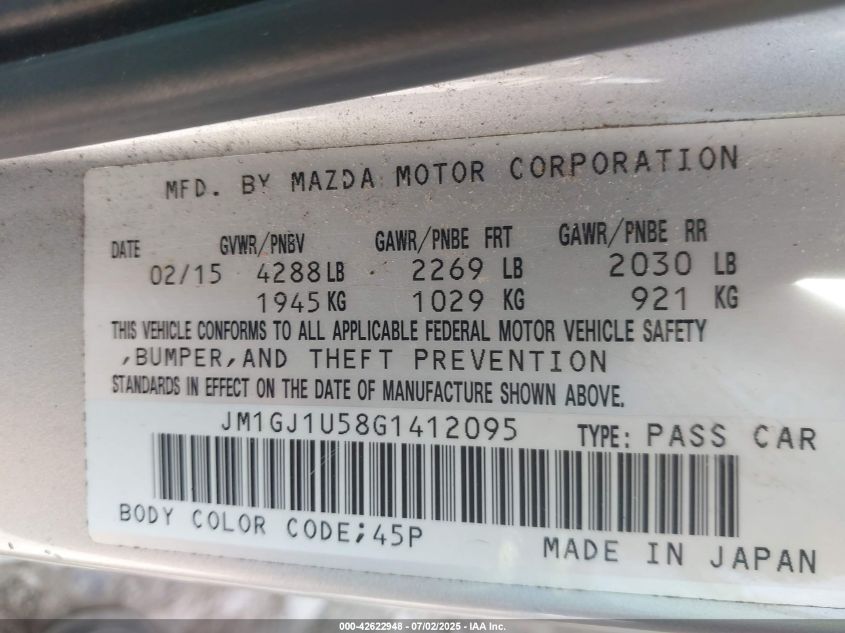 MFD. BY MAZDA MOTOR CORPORATION
DATE GVWR/PNBV GAWR/PNBE FRT GAWR/PNBE RR
02/15 4288 LB 2269 LB 2030 LB
1945 KG 1029 KG 921 KG
THIS VEHICLE CONFORMS TO ALL APPLICABLE FEDERAL MOTOR VEHICLE SAFETY
,BUMPER,AND THEFT PREVENTION
STANDARDS IN EFFECT ON THE DATE OF MANUFACTURE SHOWN ABOVE.
JM1GJ1U58G1412095 TYPE: PASS CAR
BODY COLOR CODE;45P
MADE IN JAPAN
000-42622948 - 07/02/2025 - IAA Inc.